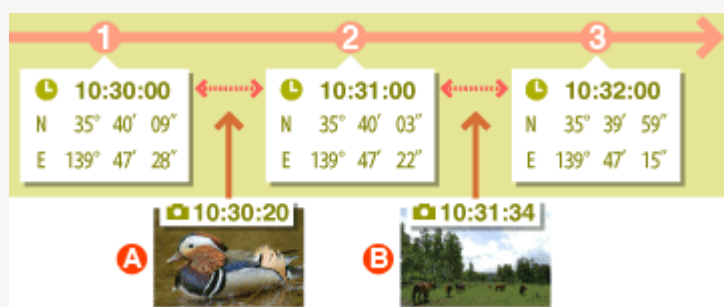 1 2 3
10:30:00 10:31:00 10:32:00
N 35° 40′ 09″ N 35° 40′ 03″ N 35° 39′ 59″
E 139° 47′ 28″ E 139° 47′ 22″ E 139° 47′ 15″
10:30:20 10:31:34
A B